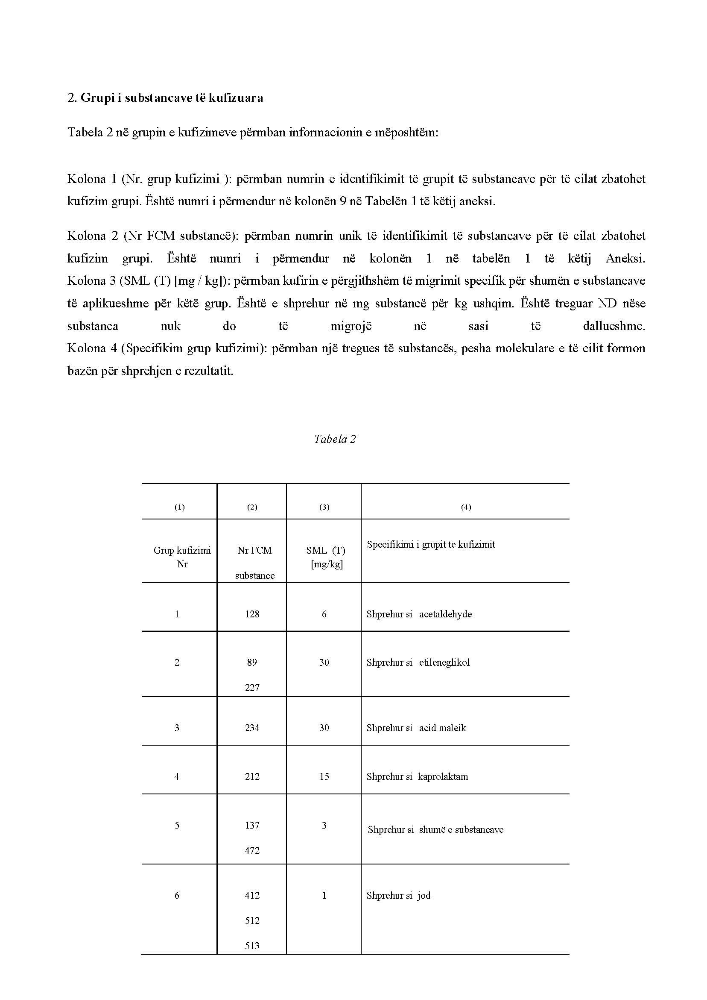 2. Grupi i substancave të kufizuara
Tabela 2 në grupin e kufizimeve përmban informacionin e mëposhtëm:
Kolona 1 (Nr. grup kufizimi ): përmban numrin e identifikimit të grupit të substancave për të cilat zbatohet
kufizim grupi. Është numri i përmendur në kolonën 9 në Tabelën 1 të këtij aneksi.
Kolona 2 (Nr FCM substancë): përmban numrin unik të identifikimit të substancave për të cilat zbatohet
kufizim grupi. Është numri i përmendur në kolonën 1 në tabelën 1 të këtij Aneksi.
Kolona 3 (SML (T) [mg / kg]): përmban kufirin e përgjithshëm të migrimit specifik për shumën e substancave
të aplikueshme për këtë grup. Është e shprehur në mg substancë për kg ushqim. Është treguar ND nëse
substanca nuk do të migrojë në sasi të dallueshme.
Kolona 4 (Specifikim grup kufizimi): përmban një tregues të substancës, pesha molekulare e të cilit formon
bazën për shprehjen e rezultatit.
Tabela 2
(1) (2) (3) (4)
Specifikimi i grupit te kufizimit
Grup kufizimi Nr FCM SML (T)
Nr [mg/kg]
substance
1 128 6 Shprehur si acetaldehyde
2 89 30 Shprehur si etileneglikol
227
3 234 30 Shprehur si acid maleik
4 212 15 Shprehur si kaprolaktam
5 137 3 Shprehur si shumë e substancave
472
6 412 1 Shprehur si jod
512
513